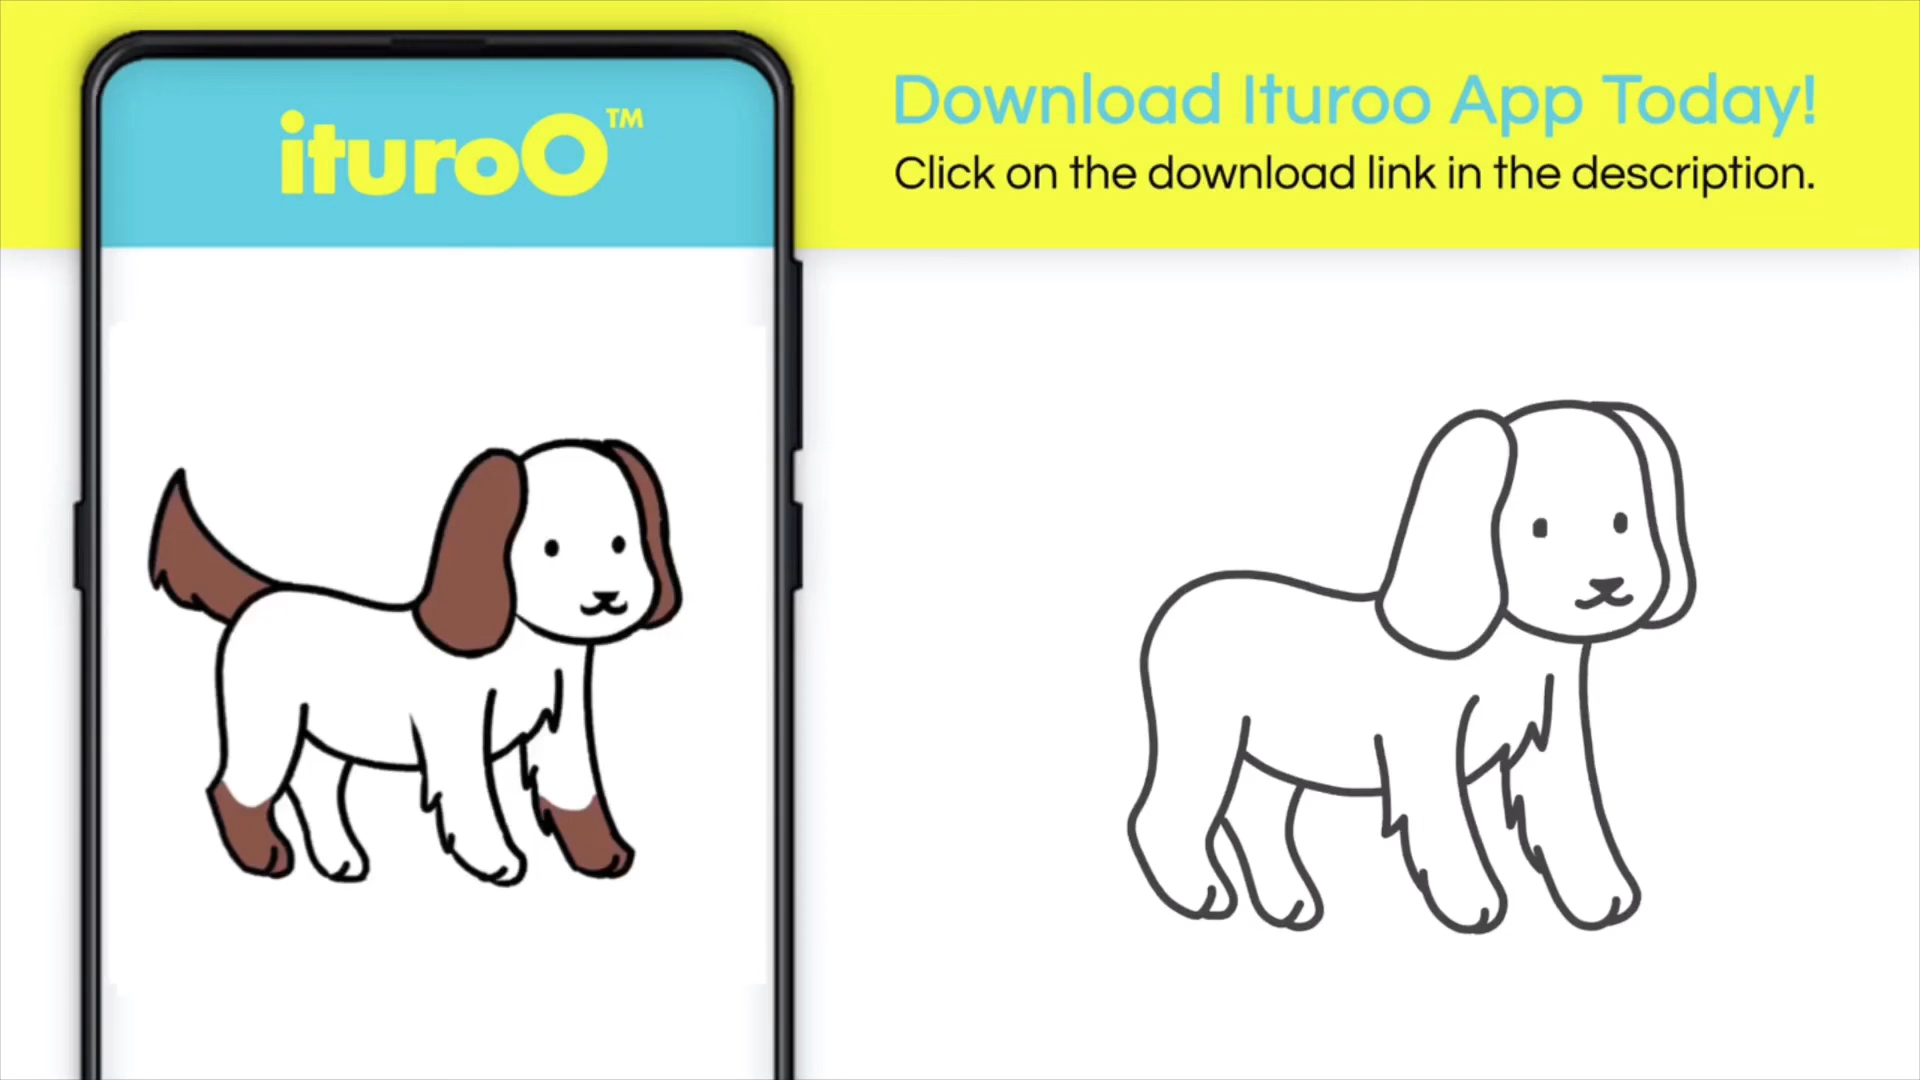 ituroO™
Download Ituroo App Today!
Click on the download link in the description.